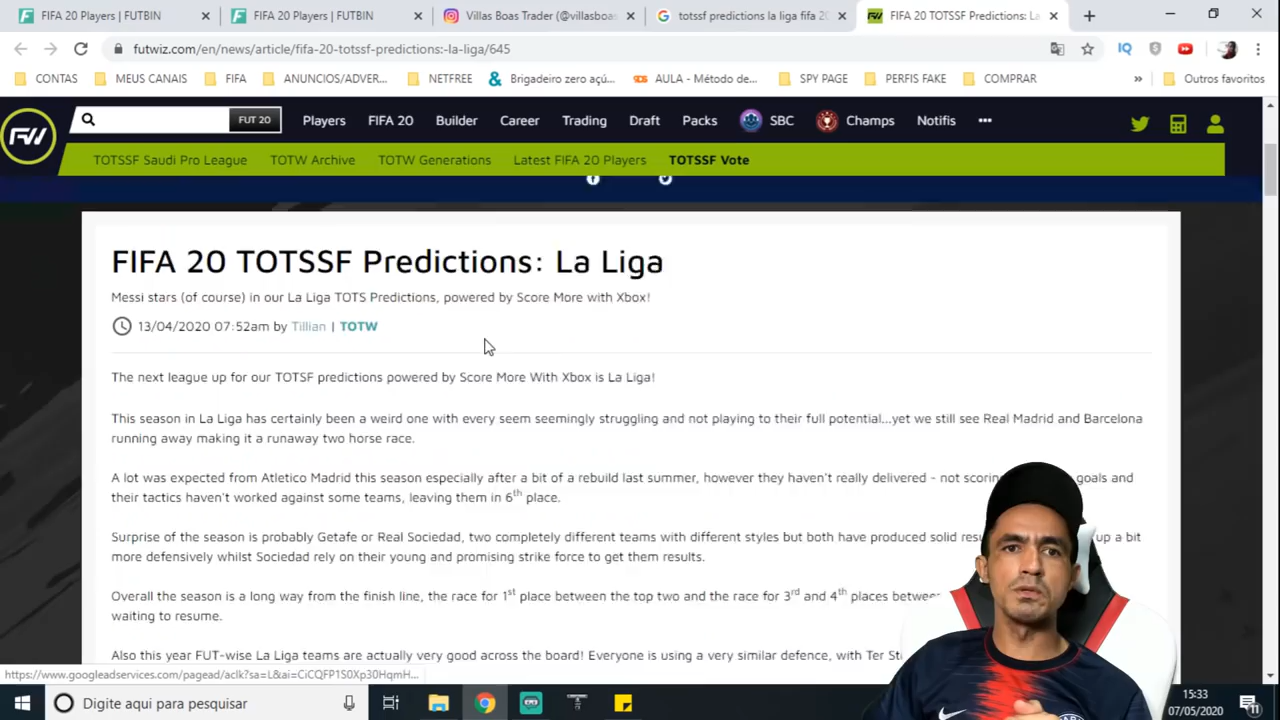 FIFA 20 Players | FUTBIN
FIFA 20 Players | FUTBIN
Villas Boas Trader (@villasboas
totssf predictions la liga fifa 20
FIFA 20 TOTSSF Predictions: La
futwiz.com/en/news/article/fifa-20-totssf-predictions:-la-liga/645
CONTAS
MEUS CANAIS
FIFA
ANUNCIOS/ADVER...
NETFREE
Brigadeiro zero açú...
AULA - Método de...
SPY PAGE
PERFIS FAKE
COMPRAR
»
Outros favoritos
FW
FUT 20
Players
FIFA 20
Builder
Career
Trading
Draft
Packs
SBC
Champs
Notifis
TOTSSF Saudi Pro League
TOTW Archive
TOTW Generations
Latest FIFA 20 Players
TOTSSF Vote
FIFA 20 TOTSSF Predictions: La Liga
Messi stars (of course) in our La Liga TOTS Predictions, powered by Score More with Xbox!
13/04/2020 07:52am by Tillian | TOTW
The next league up for our TOTSF predictions powered by Score More With Xbox is La Liga!
This season in La Liga has certainly been a weird one with every seem seemingly struggling and not playing to their full potential...yet we still see Real Madrid and Barcelona
running away making it a runaway two horse race.
A lot was expected from Atletico Madrid this season especially after a bit of a rebuild last summer, however they haven't really delivered - not scorin goals and
their tactics haven't worked against some teams, leaving them in 6th place.
Surprise of the season is probably Getafe or Real Sociedad, two completely different teams with different styles but both have produced solid resu up a bit
more defensively whilst Sociedad rely on their young and promising strike force to get them results.
Overall the season is a long way from the finish line, the race for 1st place between the top two and the race for 3rd and 4th places betwee
waiting to resume.
Also this year FUT-wise La Liga teams are actually very good across the board! Everyone is using a very similar defence, with Ter St
https://www.googleadservices.com/pagead/aclk?sa=L&ai=CiCQFP1S0Xp30HqmH...
Digite aqui para pesquisar
15:33
07/05/2020
11